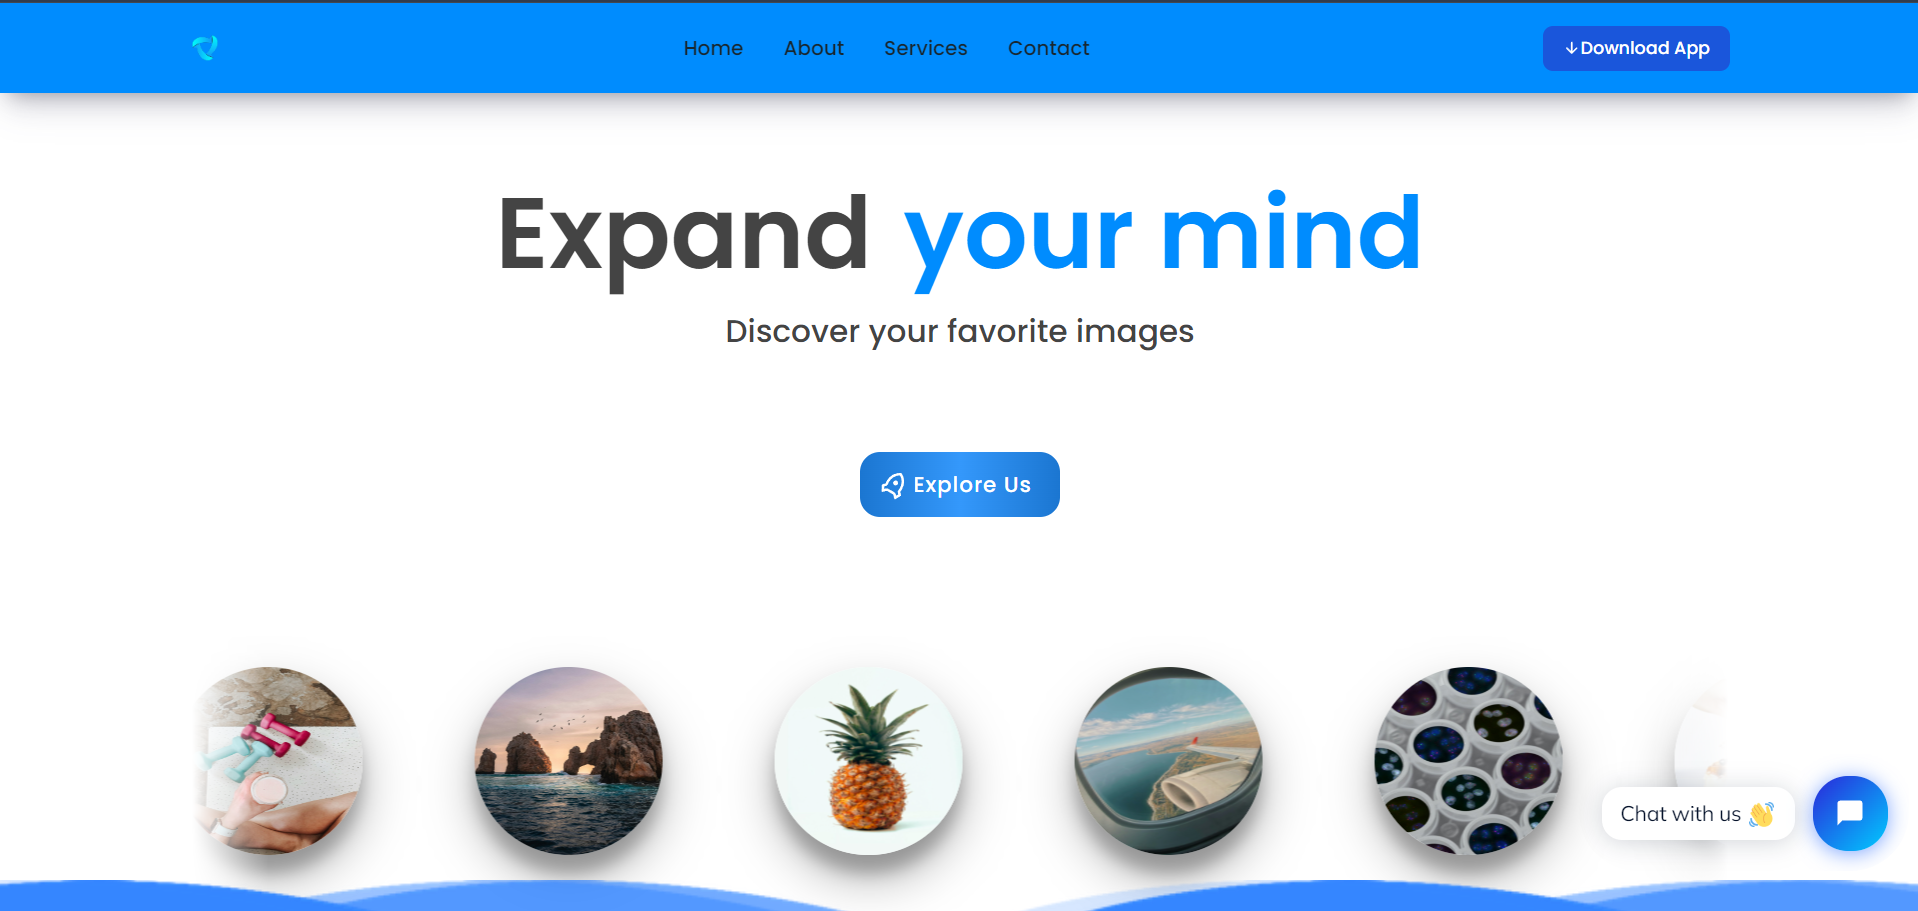 Home About Services Contact Download App
Expand your mind
Discover your favorite images
Explore Us
Chat with us 👋